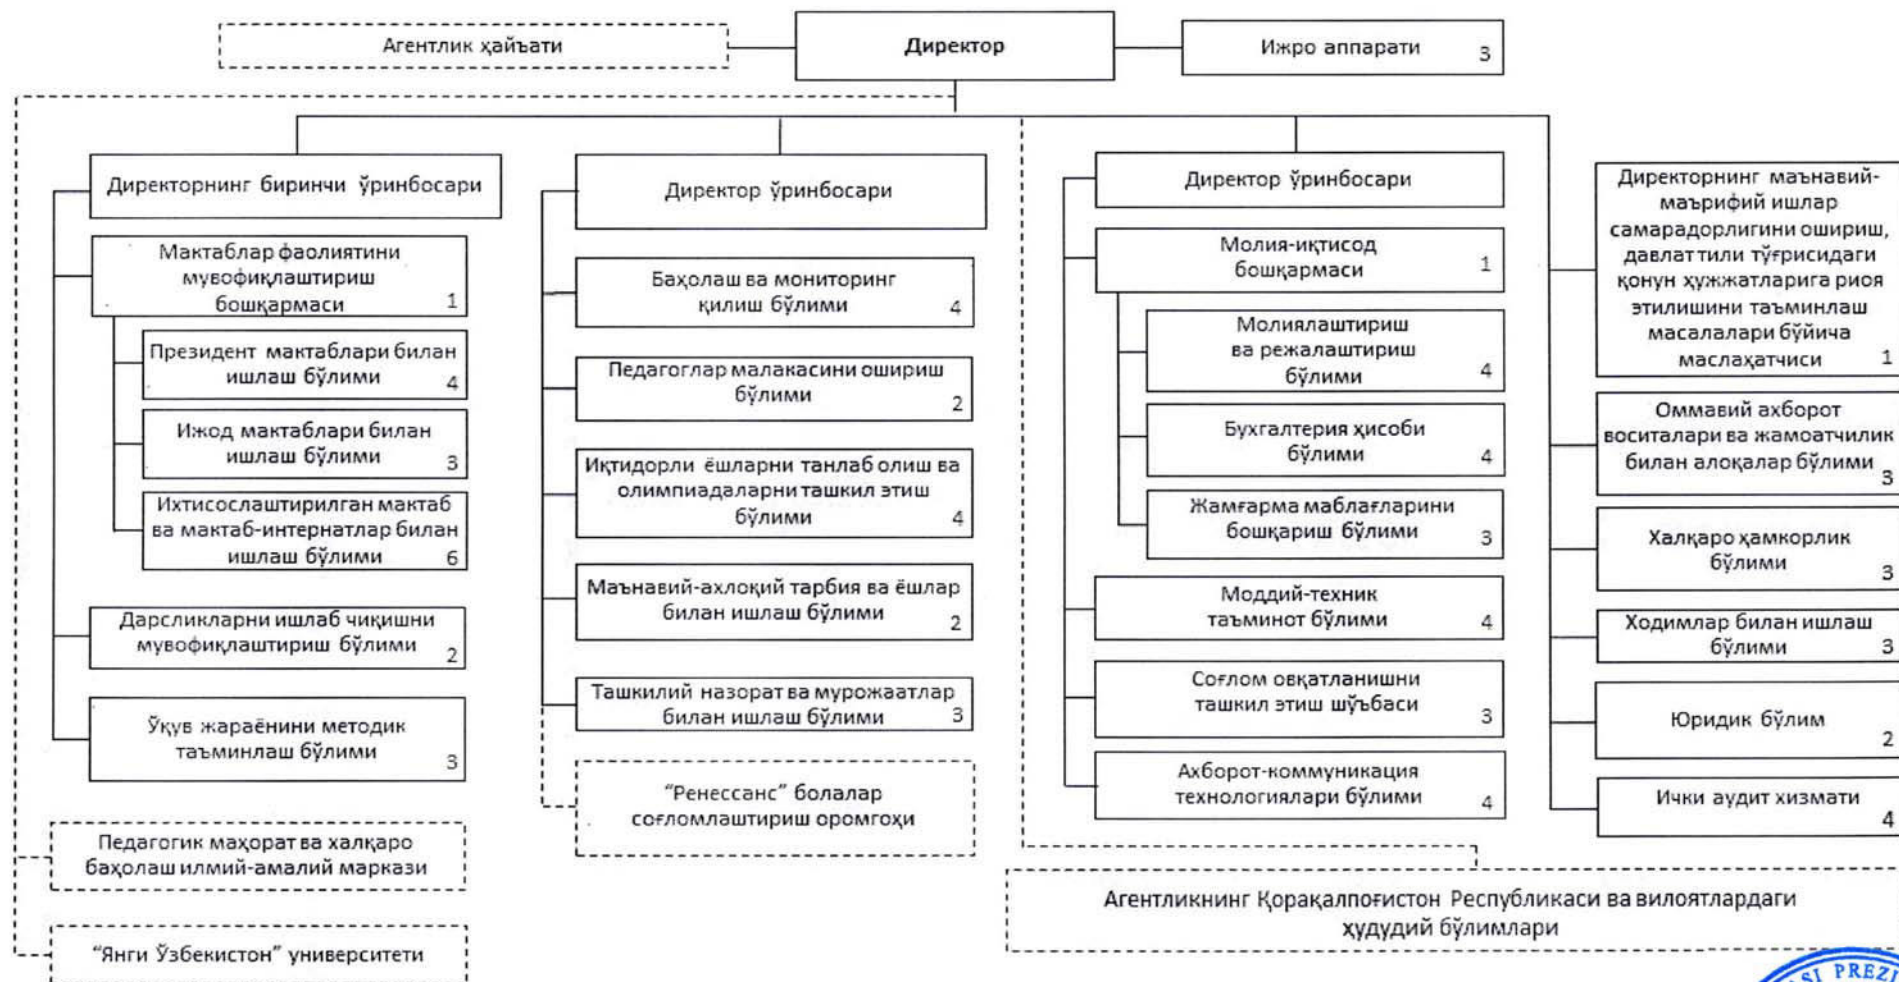 Агентлик ҳайъати
Директор
Ижро аппарати 3
Директорнинг биринчи ўринбосари
Мактаблар фаолиятини
мувофиқлаштириш
бошқармаси 1
Президент мактаблари билан
ишлаш бўлими 4
Ижод мактаблари билан
ишлаш бўлими 3
Ихтисослаштирилган мактаб
ва мактаб-интернатлар билан
ишлаш бўлими 6
Дарсликларни ишлаб чиқишни
мувофиқлаштириш бўлими 2
Ўқув жараёнини методик
таъминлаш бўлими 3
Педагогик маҳорат ва халқаро
баҳолаш илмий-амалий маркази
“Янги Ўзбекистон” университети
Директор ўринбосари
Баҳолаш ва мониторинг
қилиш бўлими 4
Педагоглар малакасини ошириш
бўлими 2
Иқтидорли ёшларни танлаб олиш ва
олимпиадаларни ташкил этиш
бўлими 4
Маънавий-ахлоқий тарбия ва ёшлар
билан ишлаш бўлими 2
Ташкилий назорат ва мурожаатлар
билан ишлаш бўлими 3
“Ренессанс” болалар
соғломлаштириш оромгоҳи
Директор ўринбосари
Молия-иқтисод
бошқармаси 1
Молиялаштириш
ва режалаштириш
бўлими 4
Бухгалтерия ҳисоби
бўлими 4
Жамғарма маблағларини
бошқариш бўлими 3
Моддий-техник
таъминот бўлими 4
Соғлом овқатланишни
ташкил этиш шўъбаси 3
Ахборот-коммуникация
технологиялари бўлими 4
Директорнинг маънавий-
маърифий ишлар
самарадорлигини ошириш,
давлат тили тўғрисидаги
қонун ҳужжатларига риоя
этилишини таъминлаш
масалалари бўйича
маслаҳатчиси 1
Оммавий ахборот
воситалари ва жамоатчилик
билан алоқалар бўлими 3
Халқаро ҳамкорлик
бўлими 3
Ходимлар билан ишлаш
бўлими 3
Юридик бўлим 2
Ички аудит хизмати 4
Агентликнинг Қорақалпоғистон Республикаси ва вилоятлардаги
ҳудудий бўлимлари